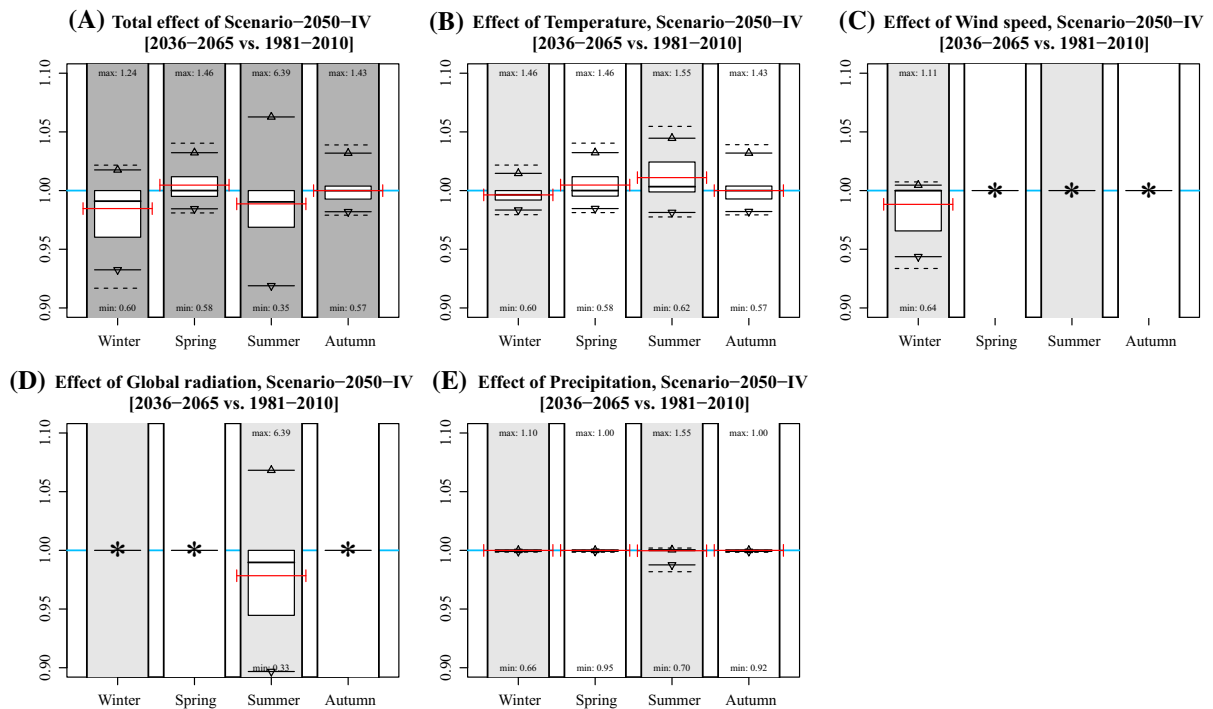 (A) Total effect of Scenario−2050−IV
[2036−2065 vs. 1981−2010]
1.10
1.05
1.00
0.95
0.90
max: 1.24
max: 1.46
max: 6.39
max: 1.43
min: 0.60
min: 0.58
min: 0.35
min: 0.57
Winter
Spring
Summer
Autumn
(B) Effect of Temperature, Scenario−2050−IV
[2036−2065 vs. 1981−2010]
1.10
1.05
1.00
0.95
0.90
max: 1.46
max: 1.46
max: 1.55
max: 1.43
min: 0.60
min: 0.58
min: 0.62
min: 0.57
Winter
Spring
Summer
Autumn
(C) Effect of Wind speed, Scenario−2050−IV
[2036−2065 vs. 1981−2010]
1.10
1.05
1.00
0.95
0.90
max: 1.11
* * *
min: 0.64
Winter
Spring
Summer
Autumn
(D) Effect of Global radiation, Scenario−2050−IV
[2036−2065 vs. 1981−2010]
1.10
1.05
1.00
0.95
0.90
max: 6.39
* * *
min: 0.33
Winter
Spring
Summer
Autumn
(E) Effect of Precipitation, Scenario−2050−IV
[2036−2065 vs. 1981−2010]
1.10
1.05
1.00
0.95
0.90
max: 1.10
max: 1.00
max: 1.55
max: 1.00
min: 0.66
min: 0.95
min: 0.70
min: 0.92
Winter
Spring
Summer
Autumn